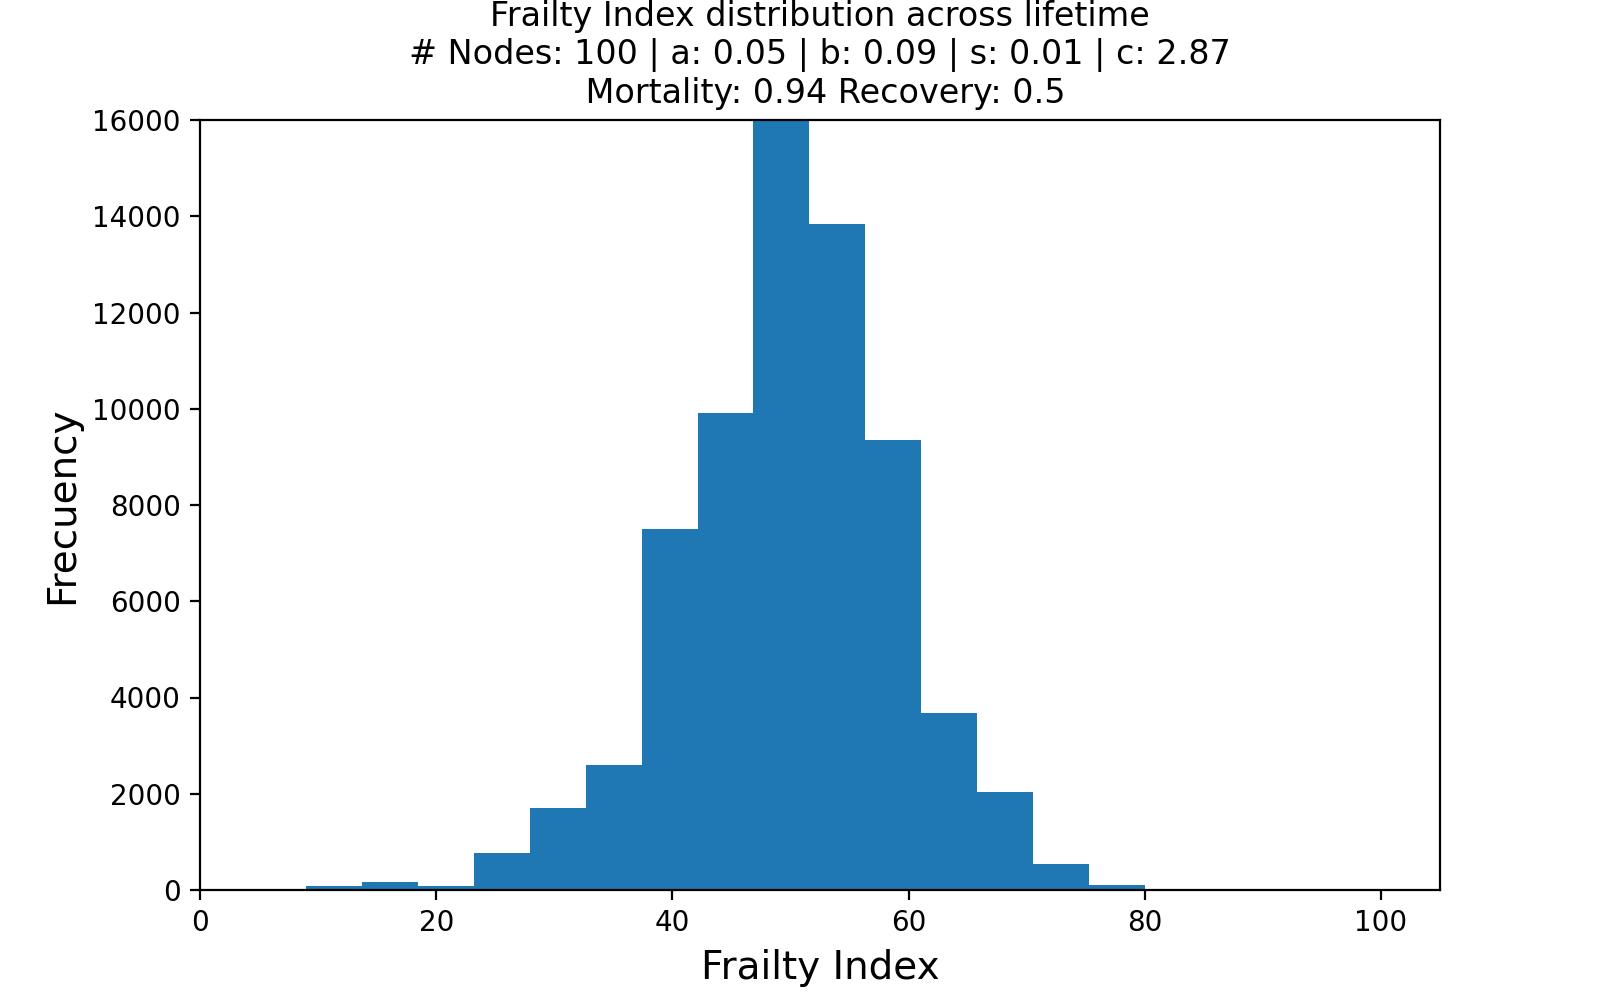 Frailty Index distribution across lifetime
# Nodes: 100 | a: 0.05 | b: 0.09 | s: 0.01 | c: 2.87
Mortality: 0.94 Recovery: 0.5
16000
14000
12000
10000
8000
6000
4000
2000
0
Frecuency
0 20 40 60 80 100
Frailty Index